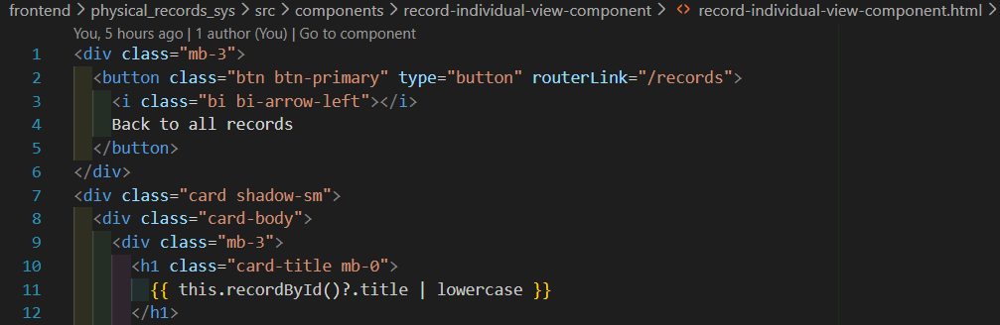 frontend > physical_records_sys > src > components > record-individual-view-component > <> record-individual-view-component.html >
You, 5 hours ago | 1 author (You) | Go to component
1 <div class="mb-3">
2 <button class="btn btn-primary" type="button" routerLink="/records">
3 <i class="bi bi-arrow-left"></i>
4 Back to all records
5 </button>
6 </div>
7 <div class="card shadow-sm">
8 <div class="card-body">
9 <div class="mb-3">
10 <h1 class="card-title mb-0">
11 {{ this.recordById()?.title | lowercase }}
12 </h1>